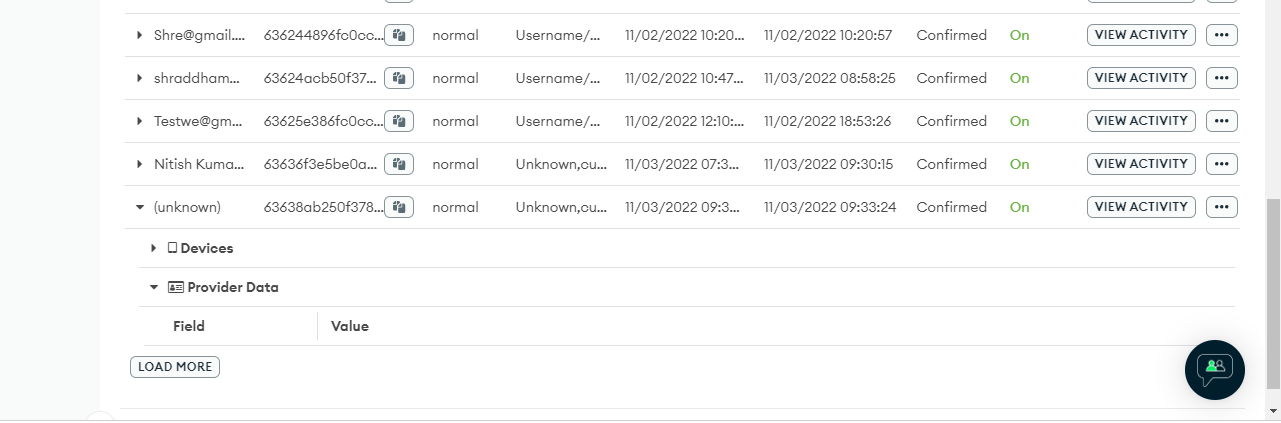 Shre@gmail.... 636244896fc0cc... normal Username/... 11/02/2022 10:20... 11/02/2022 10:20:57 Confirmed On VIEW ACTIVITY •••
shraddham... 63624acb50f37... normal Username/... 11/02/2022 10:47... 11/03/2022 08:58:25 Confirmed On VIEW ACTIVITY •••
Testwe@gm... 63625e386fc0cc... normal Username/... 11/02/2022 12:10:... 11/02/2022 18:53:26 Confirmed On VIEW ACTIVITY •••
Nitish Kuma... 63636f3e5be0a... normal Unknown,cu... 11/03/2022 07:3... 11/03/2022 09:30:15 Confirmed On VIEW ACTIVITY •••
(unknown) 63638ab250f378... normal Unknown,cu... 11/03/2022 09:3... 11/03/2022 09:33:24 Confirmed On VIEW ACTIVITY •••
Devices
Provider Data
Field Value
LOAD MORE